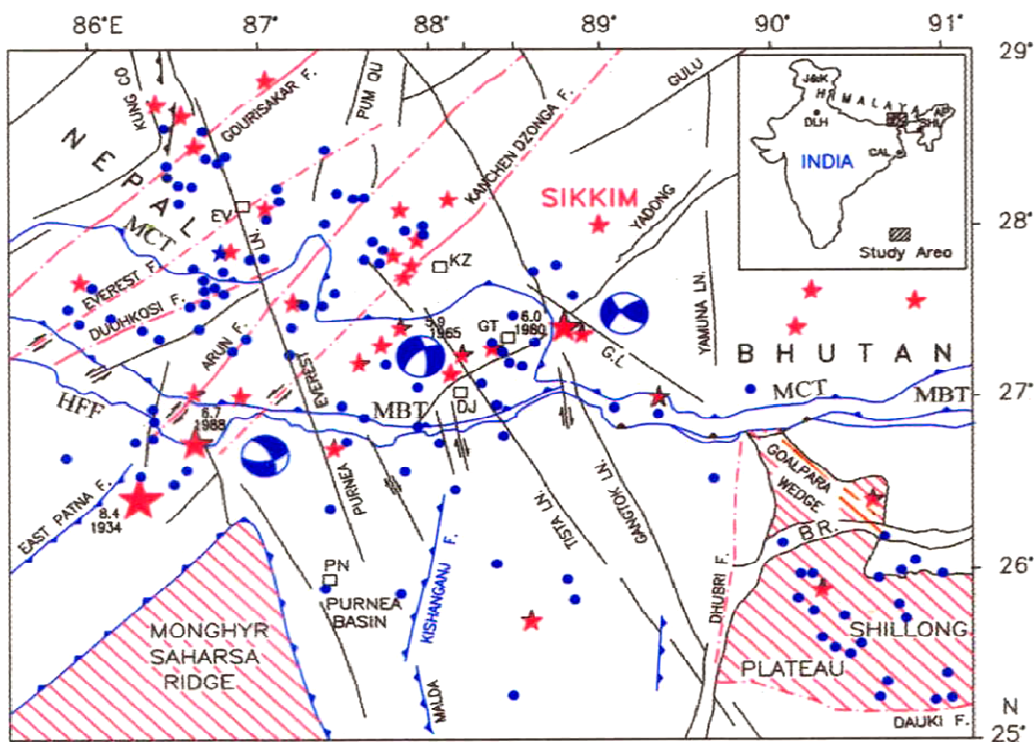 86°E
87°
88°
89°
90°
91°
29°
28°
27°
26°
N
25°
KUNG CO
GOURISAKAR F.
PUM QU
KANCHEN DZONGA F.
GULU
NEPAL
MCT
EV
LN.
KZ
SIKKIM
YADONG
J&K
HIMALAYA
DLH
AP
SHL
CAL
INDIA
Study Area
EVEREST F.
DUDHKOSI F.
ARUN F.
EVEREST
5.9
1965
GT
6.0
1980
G.L
YAMUNA LN.
BHUTAN
MCT
MBT
HFF
6.7
1988
MBT
DJ
EAST PATNA F.
8.4
1934
PURNEA
TISTA LN.
GANGTOK LN.
GOALPARA
WEDGE
BR.
DHUBRI F.
PN
PURNEA
BASIN
KISHANGANJ F.
MALDA
MONGHYR
SAHARSA
RIDGE
SHILLONG
PLATEAU
DAUKI F.